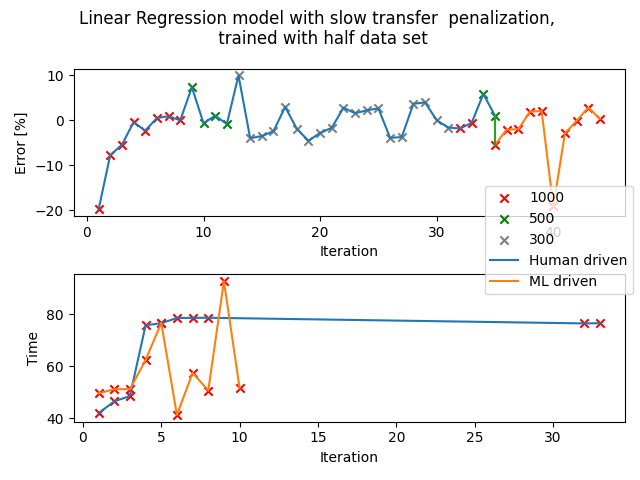 Linear Regression model with slow transfer  penalization,
trained with half data set
Error [%]
10
0
−10
−20
0
10
20
30
40
Iteration
1000
500
300
Human driven
ML driven
Time
80
60
40
0
5
10
15
20
25
30
Iteration